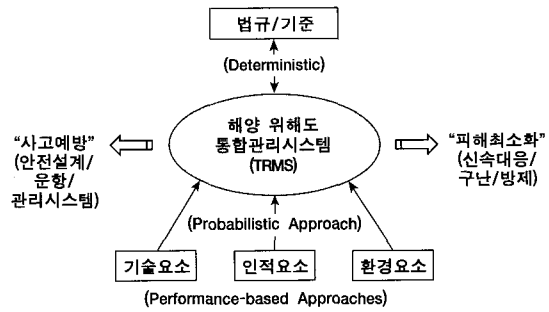 법규/기준
(Deterministic)
해양 위해도
통합관리시스템
(TRMS)
“사고예방”
(안전설계/
운항/
관리시스템)
“피해최소화”
(신속대응/
구난/방제)
(Probabilistic Approach)
기술요소
인적요소
환경요소
(Performance-based Approaches)